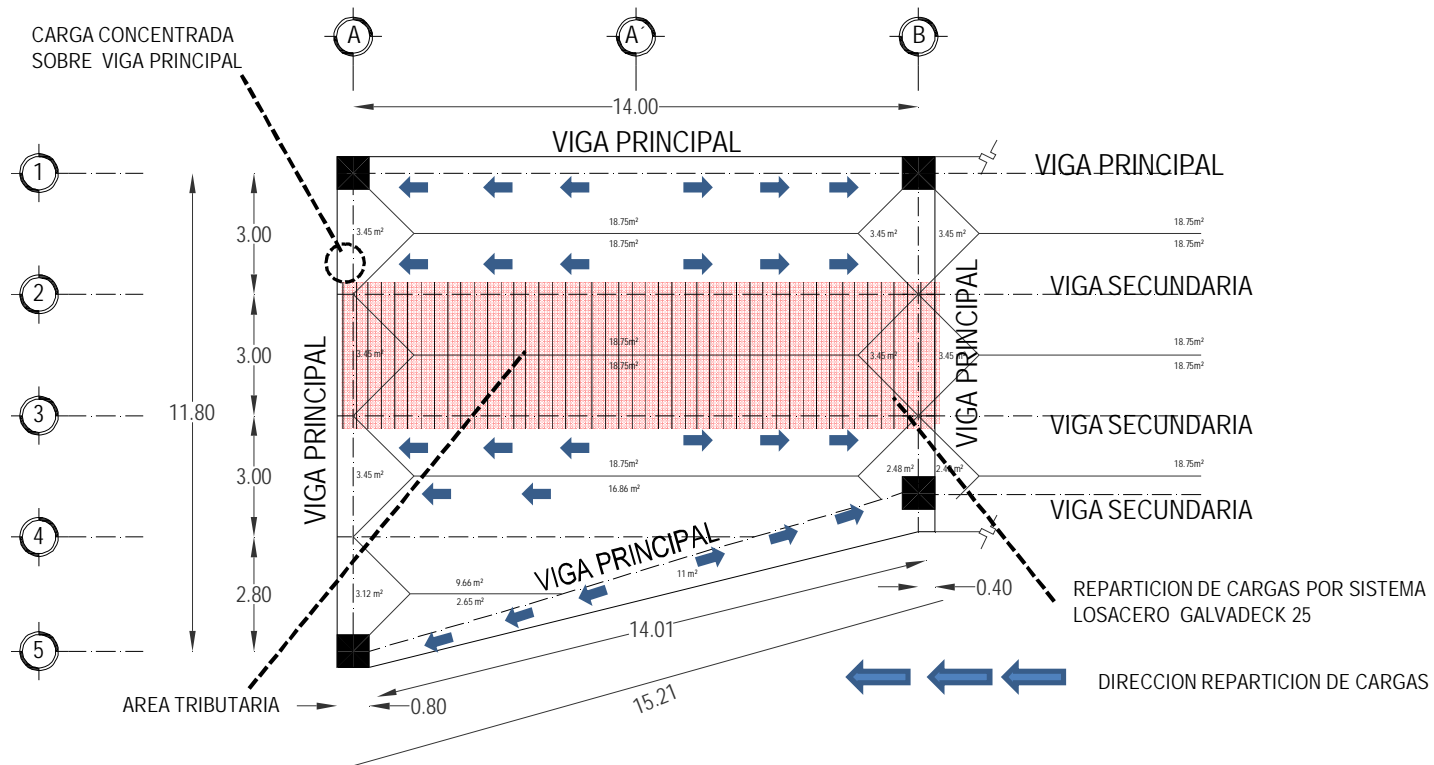 CARGA CONCENTRADA
SOBRE VIGA PRINCIPAL
A
A´
B
14.00
VIGA PRINCIPAL
VIGA PRINCIPAL
1
3.00
3.45 m²
18.75m²
18.75m²
3.45 m²
3.45 m²
18.75m²
18.75m²
2
VIGA SECUNDARIA
11.80
3.00
VIGA PRINCIPAL
3.45 m²
18.75m²
18.75m²
3.45 m²
3.45 m²
VIGA PRINCIPAL
18.75m²
18.75m²
3
VIGA SECUNDARIA
3.00
3.45 m²
18.75m²
16.86 m²
2.48 m²
18.75m²
VIGA SECUNDARIA
4
VIGA PRINCIPAL
2.80
3.12 m²
9.66 m²
2.65 m²
11 m²
0.40
REPARTICION DE CARGAS POR SISTEMA
LOSACERO GALVADECK 25
5
14.01
15.21
AREA TRIBUTARIA
0.80
DIRECCION REPARTICION DE CARGAS